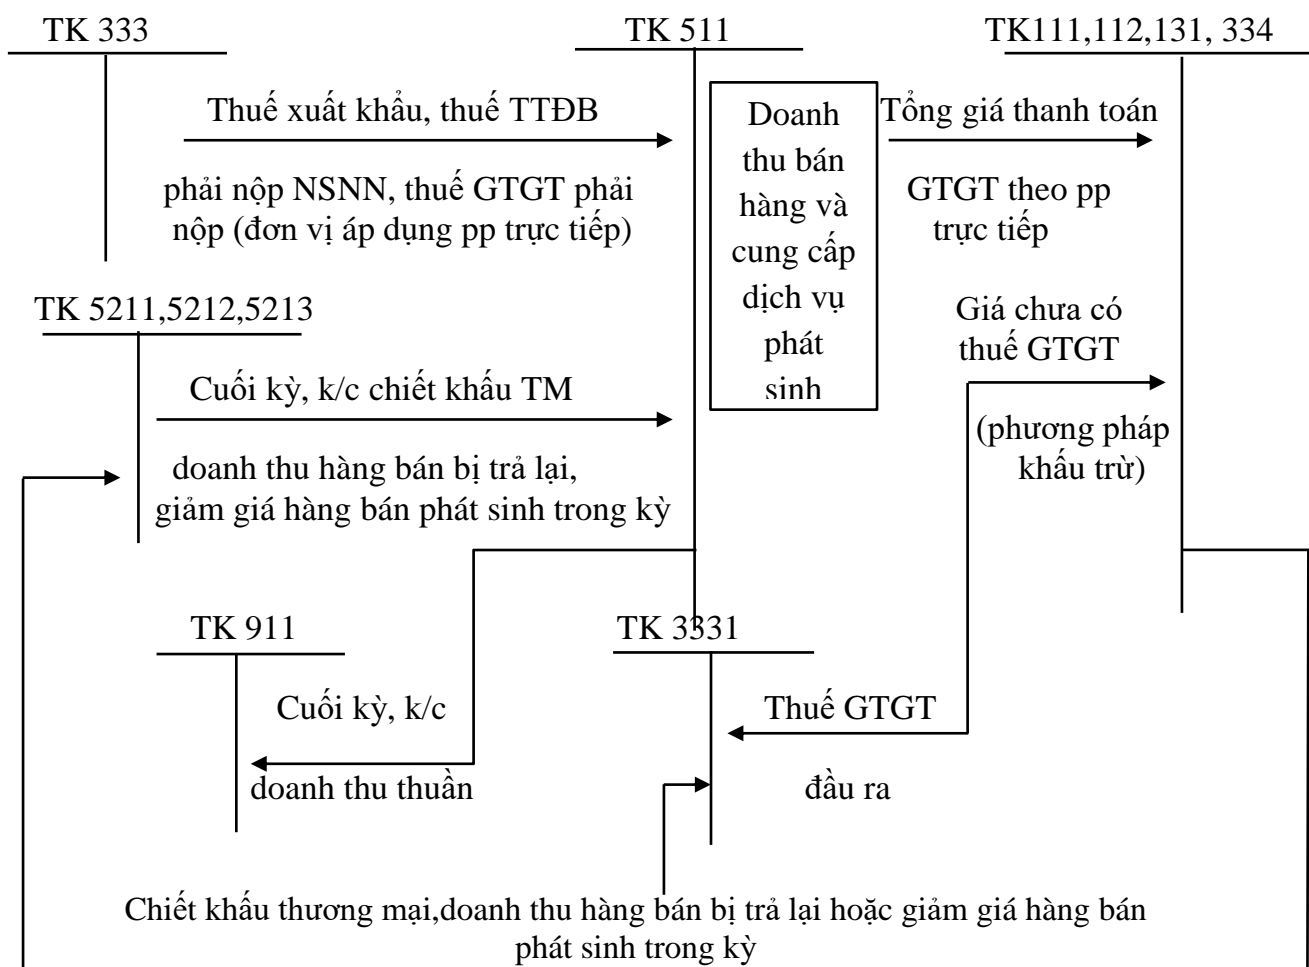 TK 333
TK 511
TK111,112,131, 334
Thuế xuất khẩu, thuế TTĐB
phải nộp NSNN, thuế GTGT phải
nộp (đơn vị áp dụng pp trực tiếp)
Doanh
thu bán
hàng và
cung cấp
dịch vụ
phát
sinh
Tổng giá thanh toán
GTGT theo pp
trực tiếp
TK 5211,5212,5213
Giá chưa có
thuế GTGT
Cuối kỳ, k/c chiết khấu TM
(phương pháp
khấu trừ)
doanh thu hàng bán bị trả lại,
giảm giá hàng bán phát sinh trong kỳ
TK 911
TK 3331
Cuối kỳ, k/c
Thuế GTGT
doanh thu thuần
đầu ra
Chiết khấu thương mại,doanh thu hàng bán bị trả lại hoặc giảm giá hàng bán
phát sinh trong kỳ